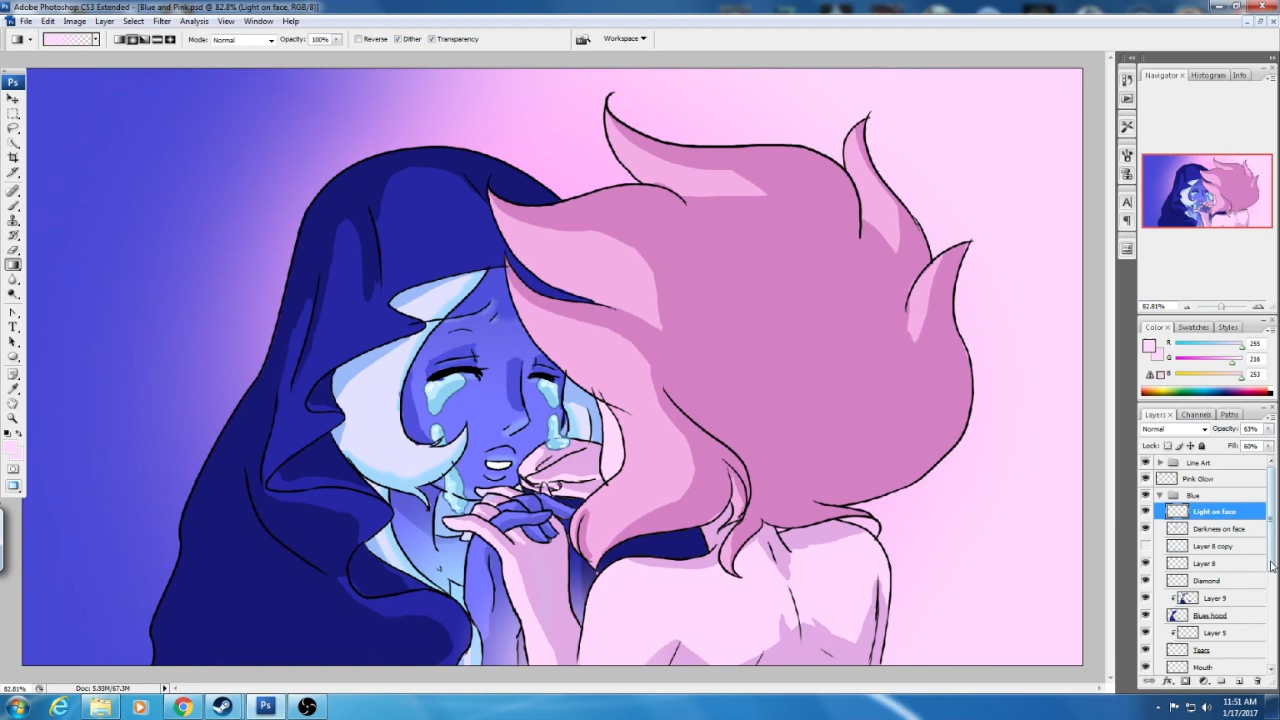 Ps Adobe Photoshop CS3 Extended - [Blue and Pink.psd @ 82.8% (Light on face, RGB/8)]
File Edit Image Layer Select Filter Analysis View Window Help
Mode: Normal Opacity: 100% Reverse Dither Transparency Workspace
Ps
Navigator × Histogram Info
82.81%
Color × Swatches Styles
R 255
G 216
B 253
Layers × Channels Paths
Normal Opacity: 63%
Lock: Fill: 60%
Line Art
Pink Glow
Blue
Light on face
Darkness on face
Layer 8 copy
Layer 8
Diamond
Layer 9
Blues hood
Layer 5
Tears
Mouth
82.81% Doc: 5.93M/67.3M
Ps
11:51 AM
1/17/2017